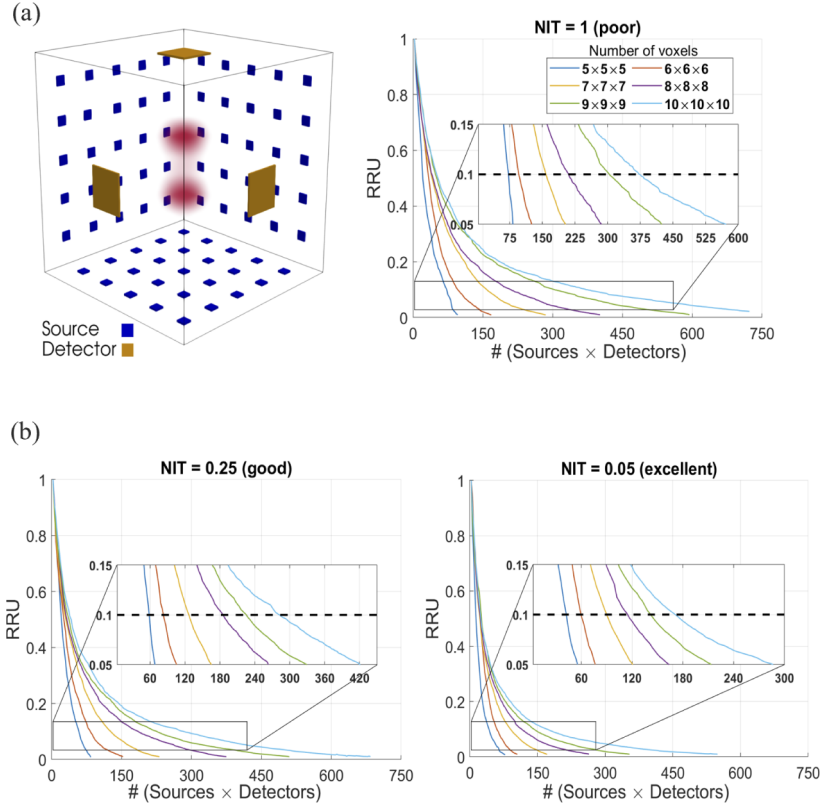 (a)
Source
Detector
NIT = 1 (poor)
Number of voxels
5×5×5 6×6×6
7×7×7 8×8×8
9×9×9 10×10×10
RRU
1
0.8
0.6
0.4
0.2
0
0.15
0.1
0.05
75 150 225 300 375 450 525 600
0 150 300 450 600 750
# (Sources × Detectors)
(b)
NIT = 0.25 (good)
RRU
1
0.8
0.6
0.4
0.2
0
0.15
0.1
0.05
60 120 180 240 300 360 420
0 150 300 450 600 750
# (Sources × Detectors)
NIT = 0.05 (excellent)
RRU
1
0.8
0.6
0.4
0.2
0
0.15
0.1
0.05
60 120 180 240 300
0 150 300 450 600 750
# (Sources × Detectors)